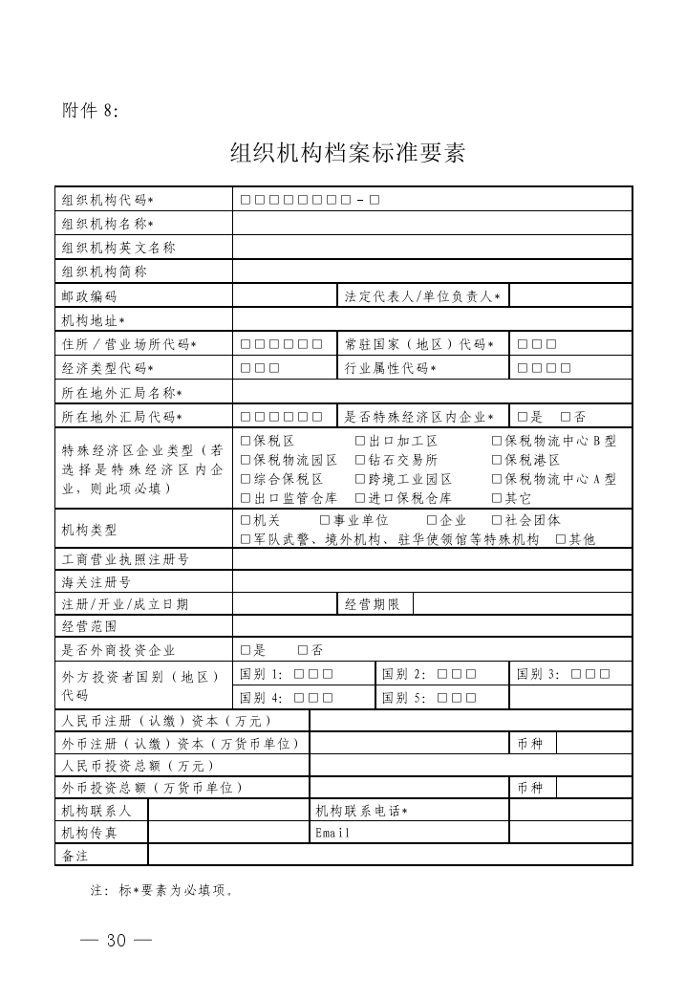 附件 8：
组织机构档案标准要素
组织机构代码* □□□□□□□□-□
组织机构名称*
组织机构英文名称
组织机构简称
邮政编码 法定代表人/单位负责人*
机构地址*
住所／营业场所代码* □□□□□□ 常驻国家（地区）代码* □□□
经济类型代码* □□□ 行业属性代码* □□□□
所在地外汇局名称*
所在地外汇局代码* □□□□□□ 是否特殊经济区内企业* □是 □否
特殊经济区企业类型（若
选择是特殊经济区内企
业，则此项必填）
□保税区 □出口加工区 □保税物流中心 B 型
□保税物流园区 □钻石交易所 □保税港区
□综合保税区 □跨境工业园区 □保税物流中心 A 型
□出口监管仓库 □进口保税仓库 □其它
机构类型
□机关 □事业单位 □企业 □社会团体
□军队武警、境外机构、驻华使领馆等特殊机构 □其他
工商营业执照注册号
海关注册号
注册/开业/成立日期 经营期限
经营范围
是否外商投资企业 □是 □否
外方投资者国别（地区）
代码
国别 1：□□□ 国别 2：□□□ 国别 3：□□□
国别 4：□□□ 国别 5：□□□
人民币注册（认缴）资本（万元）
外币注册（认缴）资本（万货币单位） 币种
人民币投资总额（万元）
外币投资总额（万货币单位） 币种
机构联系人 机构联系电话*
机构传真 Email
备注
注：标*要素为必填项。
— 30 —